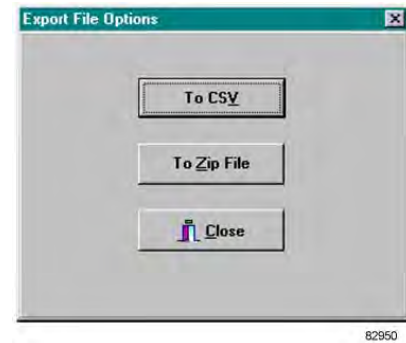 Export File Options
To CSV
To Zip File
Close
82950